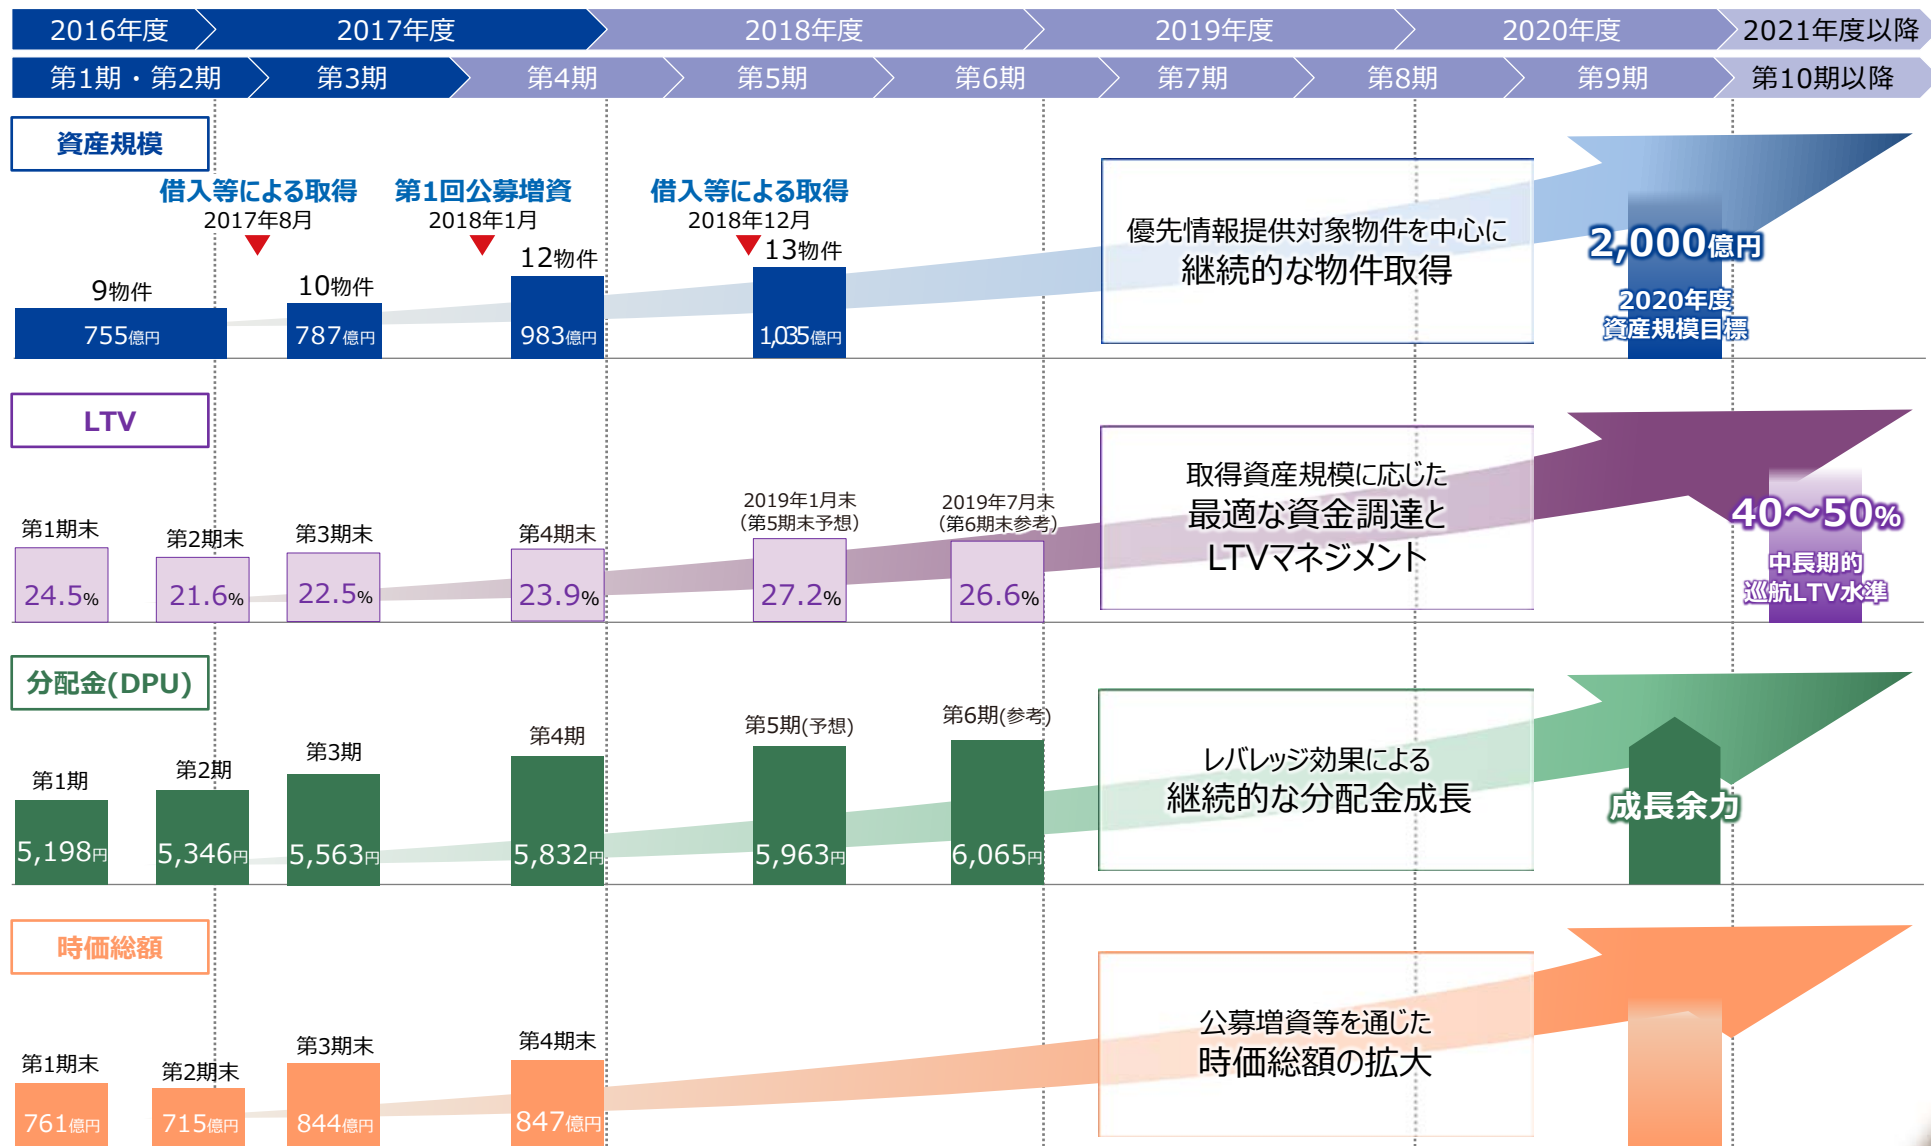 2016年度
2017年度
2018年度
2019年度
2020年度
2021年度以降
第1期・第2期
第3期
第4期
第5期
第6期
第7期
第8期
第9期
第10期以降
資産規模
借入等による取得
2017年8月
第1回公募増資
2018年1月
借入等による取得
2018年12月
9物件
755億円
10物件
787億円
12物件
983億円
13物件
1,035億円
優先情報提供対象物件を中心に
継続的な物件取得
2,000億円
2020年度
資産規模目標
LTV
第1期末
24.5%
第2期末
21.6%
第3期末
22.5%
第4期末
23.9%
2019年1月末
(第5期末予想)
27.2%
2019年7月末
(第6期末参考)
26.6%
取得資産規模に応じた
最適な資金調達と
LTVマネジメント
40～50%
中長期的
巡航LTV水準
分配金(DPU)
第1期
5,198円
第2期
5,346円
第3期
5,563円
第4期
5,832円
第5期(予想)
5,963円
第6期(参考)
6,065円
レバレッジ効果による
継続的な分配金成長
成長余力
時価総額
第1期末
761億円
第2期末
715億円
第3期末
844億円
第4期末
847億円
公募増資等を通じた
時価総額の拡大